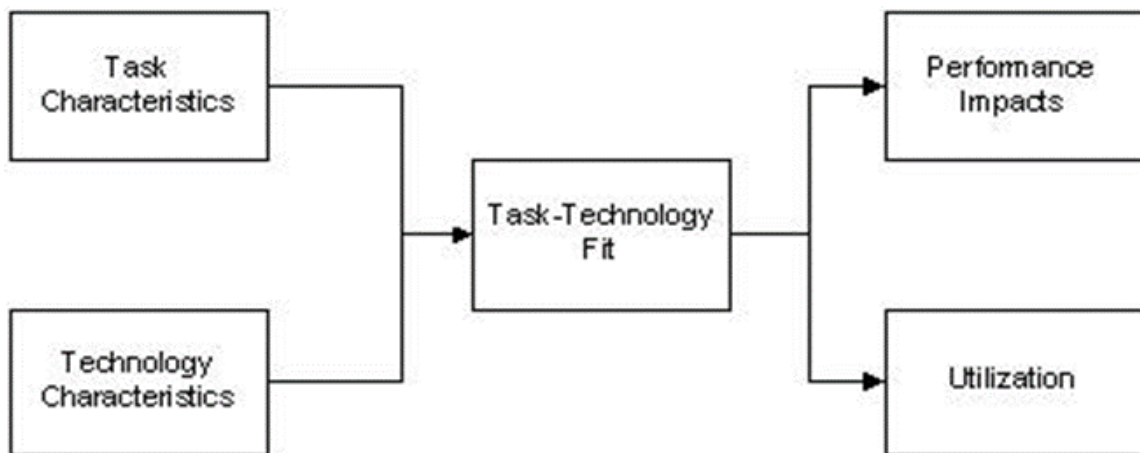 Task
Characteristics
Technology
Characteristics
Task-Technology
Fit
Performance
Impacts
Utilization